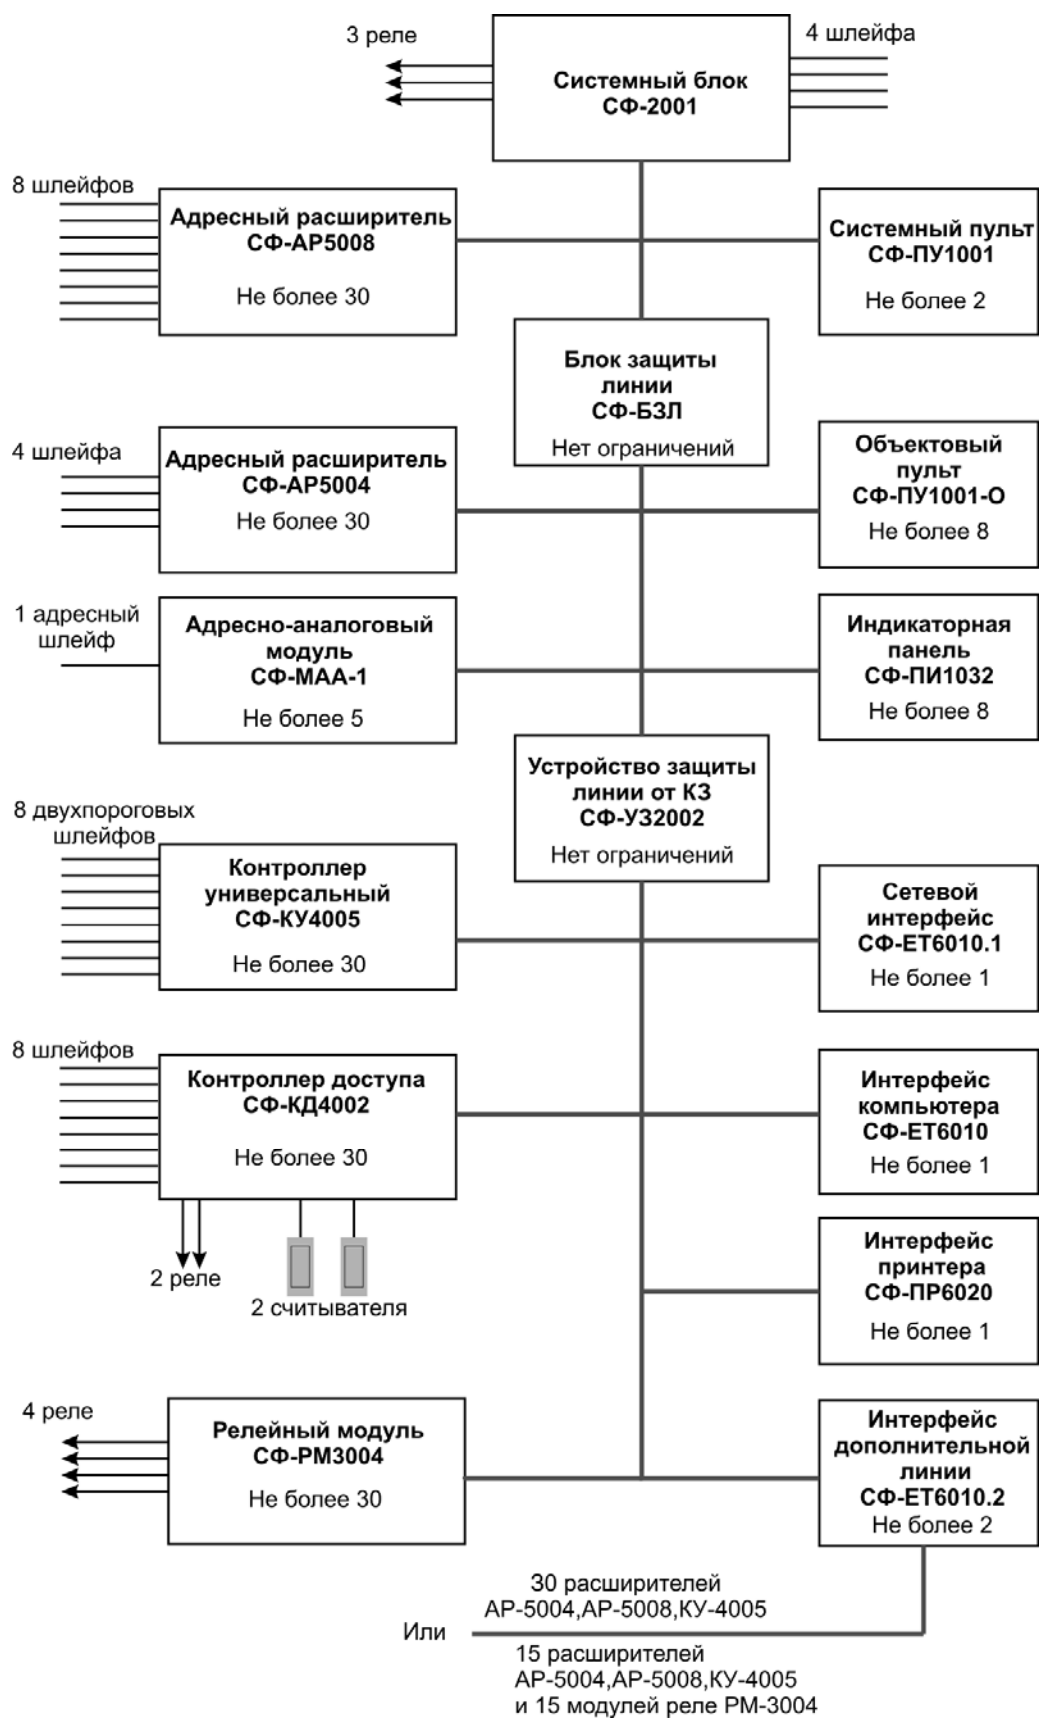 3 реле
4 шлейфа
Системный блок
СФ-2001
8 шлейфов
Адресный расширитель
СФ-АР5008
Не более 30
Системный пульт
СФ-ПУ1001
Не более 2
Блок защиты
линии
СФ-БЗЛ
Нет ограничений
4 шлейфа
Адресный расширитель
СФ-АР5004
Не более 30
Объектовый
пульт
СФ-ПУ1001-О
Не более 8
1 адресный
шлейф
Адресно-аналоговый
модуль
СФ-МАА-1
Не более 5
Индикаторная
панель
СФ-ПИ1032
Не более 8
Устройство защиты
линии от КЗ
СФ-УЗ2002
Нет ограничений
8 двухпороговых
шлейфов
Контроллер
универсальный
СФ-КУ4005
Не более 30
Сетевой
интерфейс
СФ-ЕТ6010.1
Не более 1
8 шлейфов
Контроллер доступа
СФ-КД4002
Не более 30
2 реле
2 считывателя
Интерфейс
компьютера
СФ-ЕТ6010
Не более 1
Интерфейс
принтера
СФ-ПР6020
Не более 1
4 реле
Релейный модуль
СФ-РМ3004
Не более 30
Интерфейс
дополнительной
линии
СФ-ЕТ6010.2
Не более 2
30 расширителей
АР-5004,АР-5008,КУ-4005
Или
15 расширителей
АР-5004,АР-5008,КУ-4005
и 15 модулей реле РМ-3004